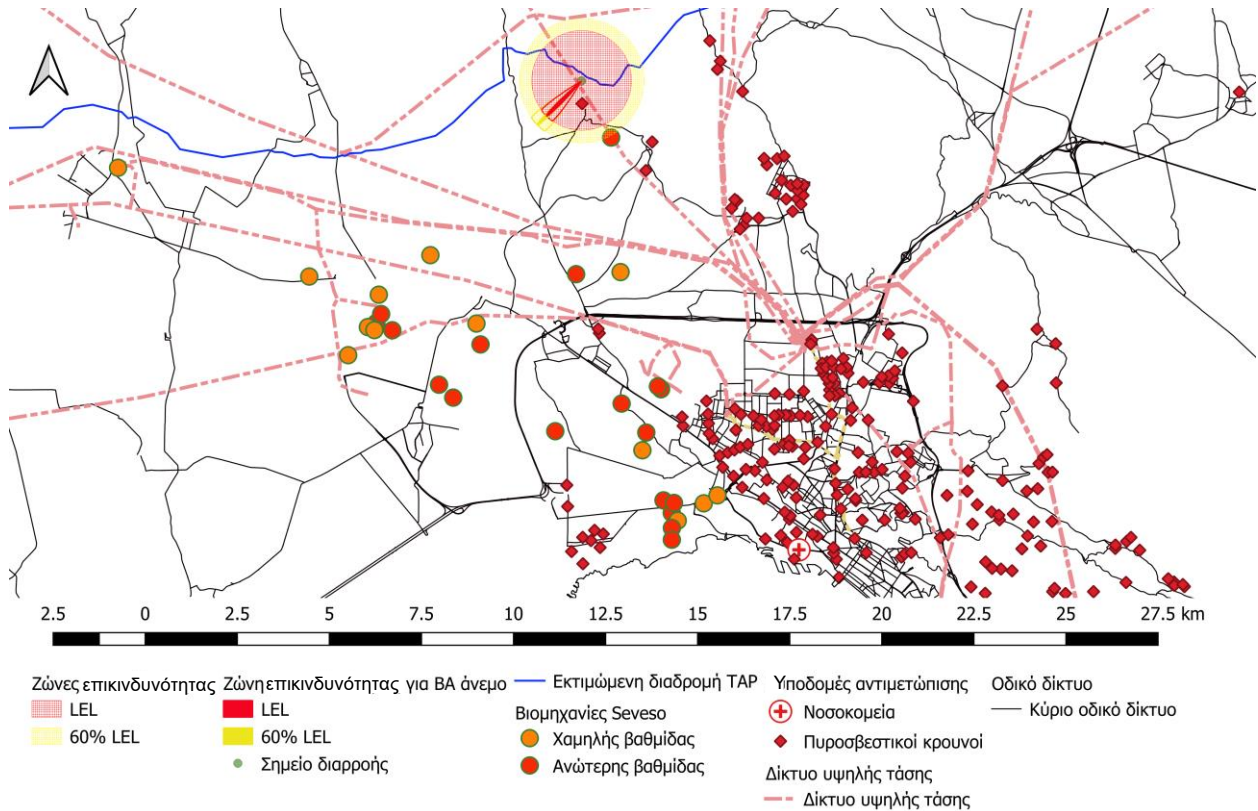 2.5 0 2.5 5 7.5 10 12.5 15 17.5 20 22.5 25 27.5 km
Ζώνες επικινδυνότητας
LEL
60% LEL
Ζώνη επικινδυνότητας για ΒΑ άνεμο
LEL
60% LEL
Σημείο διαρροής
Εκτιμώμενη διαδρομή TAP
Βιομηχανίες Seveso
Χαμηλής βαθμίδας
Ανώτερης βαθμίδας
Υποδομές αντιμετώπισης
Νοσοκομεία
Πυροσβεστικοί κρουνοί
Δίκτυο υψηλής τάσης
Δίκτυο υψηλής τάσης
Οδικό δίκτυο
Κύριο οδικό δίκτυο